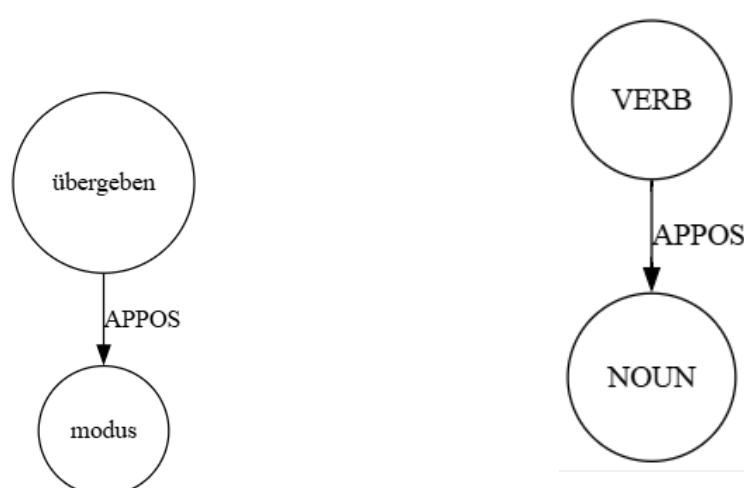 übergeben
APPOS
modus
VERB
APPOS
NOUN